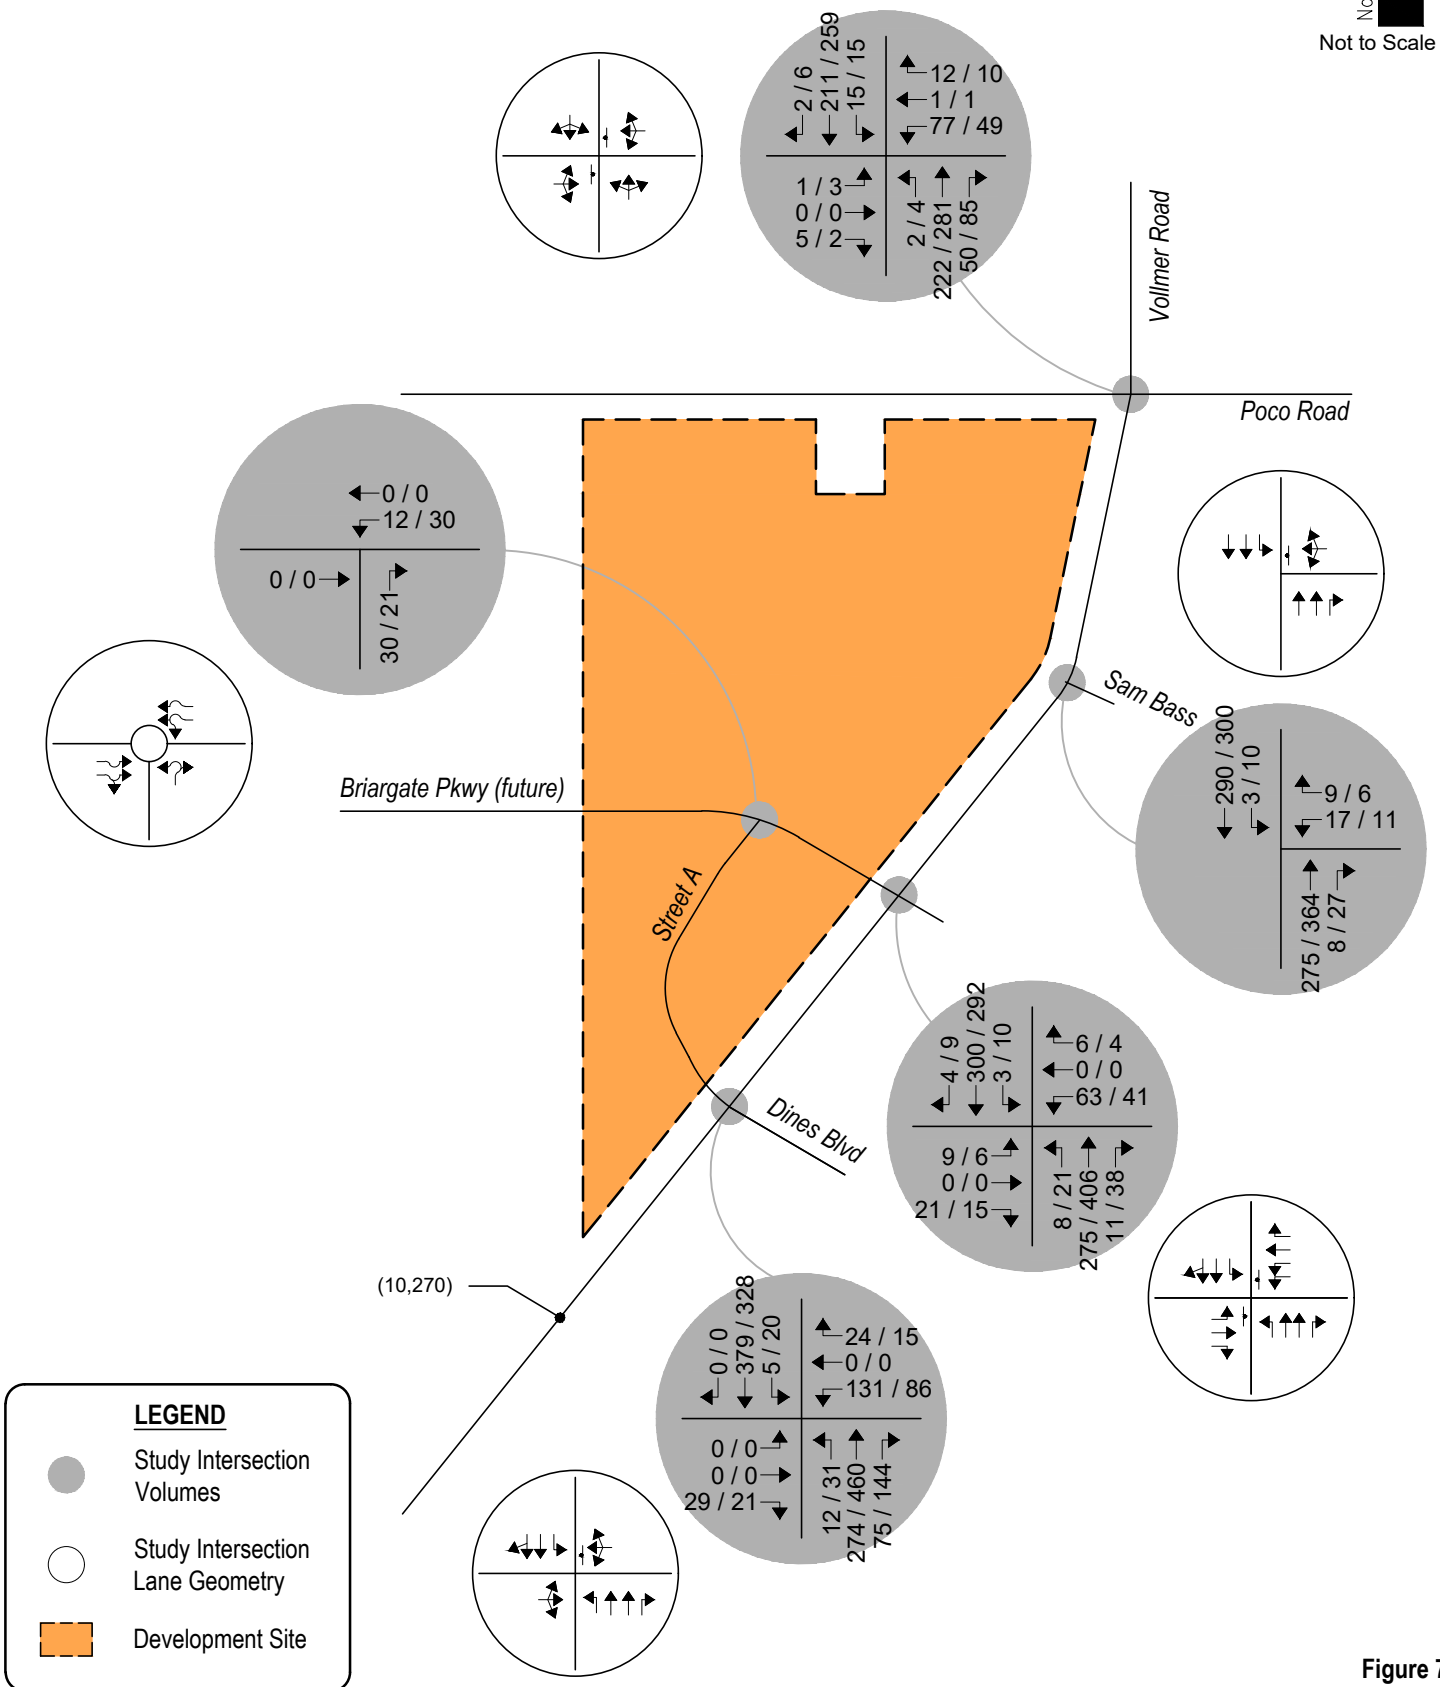 Not to Scale
2 / 6
211 / 259
15 / 15
12 / 10
1 / 1
77 / 49
1 / 3
0 / 0
5 / 2
2 / 4
222 / 281
50 / 85
Vollmer Road
Poco Road
0 / 0
12 / 30
0 / 0
30 / 21
Sam Bass
290 / 300
3 / 10
9 / 6
17 / 11
275 / 364
8 / 27
Briargate Pkwy (future)
Street A
4 / 9
300 / 292
3 / 10
6 / 4
0 / 0
63 / 41
9 / 6
0 / 0
21 / 15
8 / 21
275 / 406
11 / 38
Dines Blvd
(10,270)
0 / 0
379 / 328
5 / 20
24 / 15
0 / 0
131 / 86
0 / 0
0 / 0
29 / 21
12 / 31
274 / 460
75 / 144
LEGEND
Study Intersection
Volumes
Study Intersection
Lane Geometry
Development Site
Figure 7